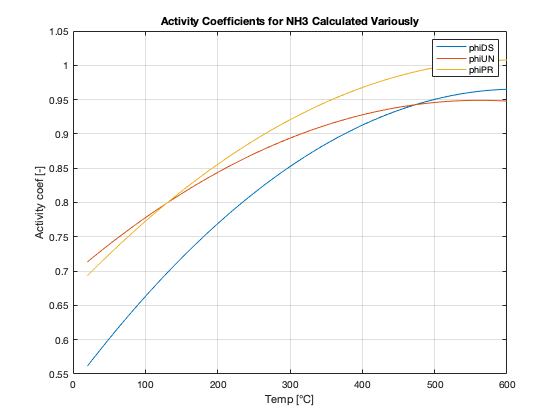 Activity Coefficients for NH3 Calculated Variously
1.05
1
0.95
0.9
0.85
0.8
0.75
0.7
0.65
0.6
0.55
Activity coef [-]
phiDS
phiUN
phiPR
0 100 200 300 400 500 600
Temp [°C]